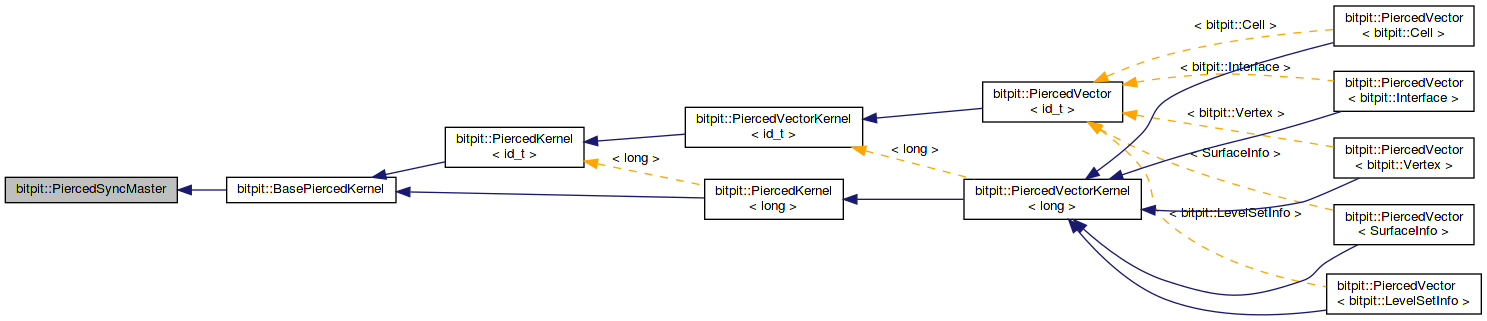 bitpit::PiercedSyncMaster
bitpit::BasePiercedKernel
bitpit::PiercedKernel
< id_t >
< long >
bitpit::PiercedKernel
< long >
bitpit::PiercedVectorKernel
< id_t >
< long >
bitpit::PiercedVectorKernel
< long >
bitpit::PiercedVector
< id_t >
< bitpit::Cell >
< bitpit::Interface >
< bitpit::Vertex >
< SurfaceInfo >
< bitpit::LevelSetInfo >
bitpit::PiercedVector
< bitpit::Cell >
bitpit::PiercedVector
< bitpit::Interface >
bitpit::PiercedVector
< bitpit::Vertex >
bitpit::PiercedVector
< SurfaceInfo >
bitpit::PiercedVector
< bitpit::LevelSetInfo >